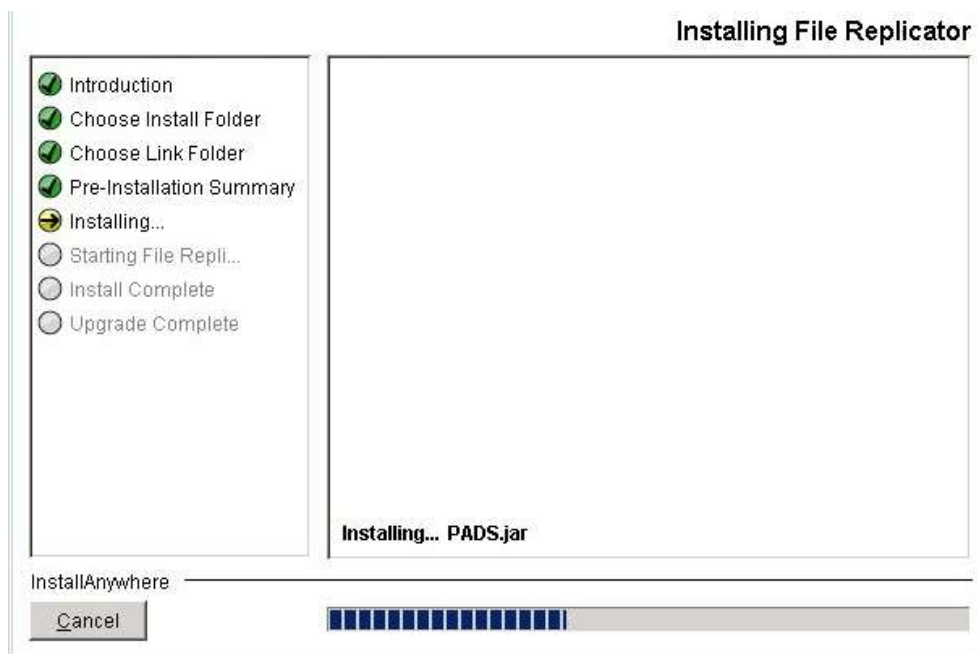 Installing File Replicator
Introduction
Choose Install Folder
Choose Link Folder
Pre-Installation Summary
Installing...
Starting File Repli...
Install Complete
Upgrade Complete
Installing... PADS.jar
InstallAnywhere
Cancel